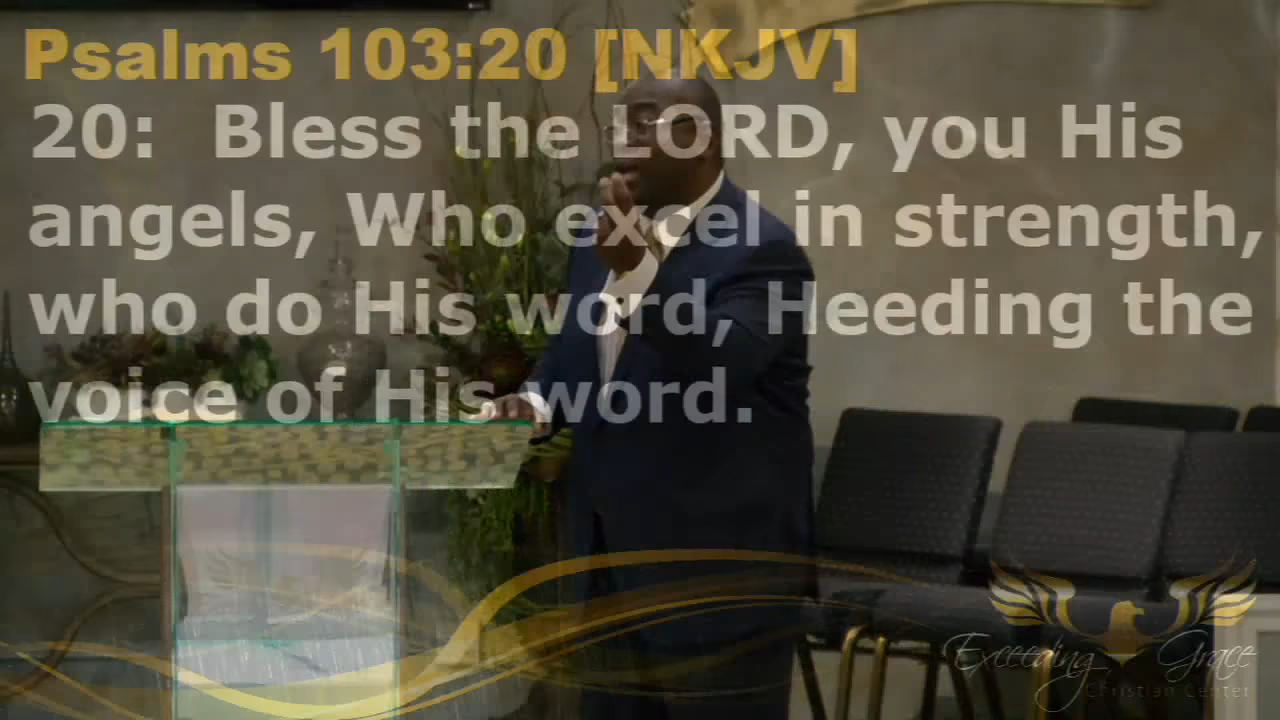 Psalms 103:20 [NKJV]
20: Bless the LORD, you His
angels, Who excel in strength,
who do His word, Heeding the
voice of His word.
Exceeding Grace
Christian Center